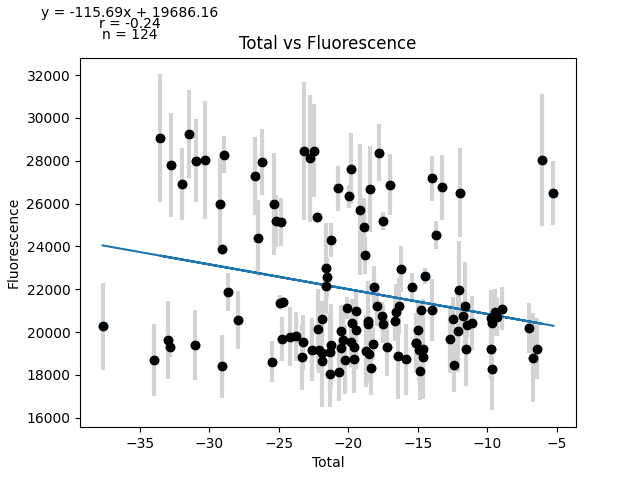 y = -115.69x + 19686.16
r = -0.24
n = 124
Total vs Fluorescence
32000
30000
28000
26000
24000
22000
20000
18000
16000
Fluorescence
−35 −30 −25 −20 −15 −10 −5
Total